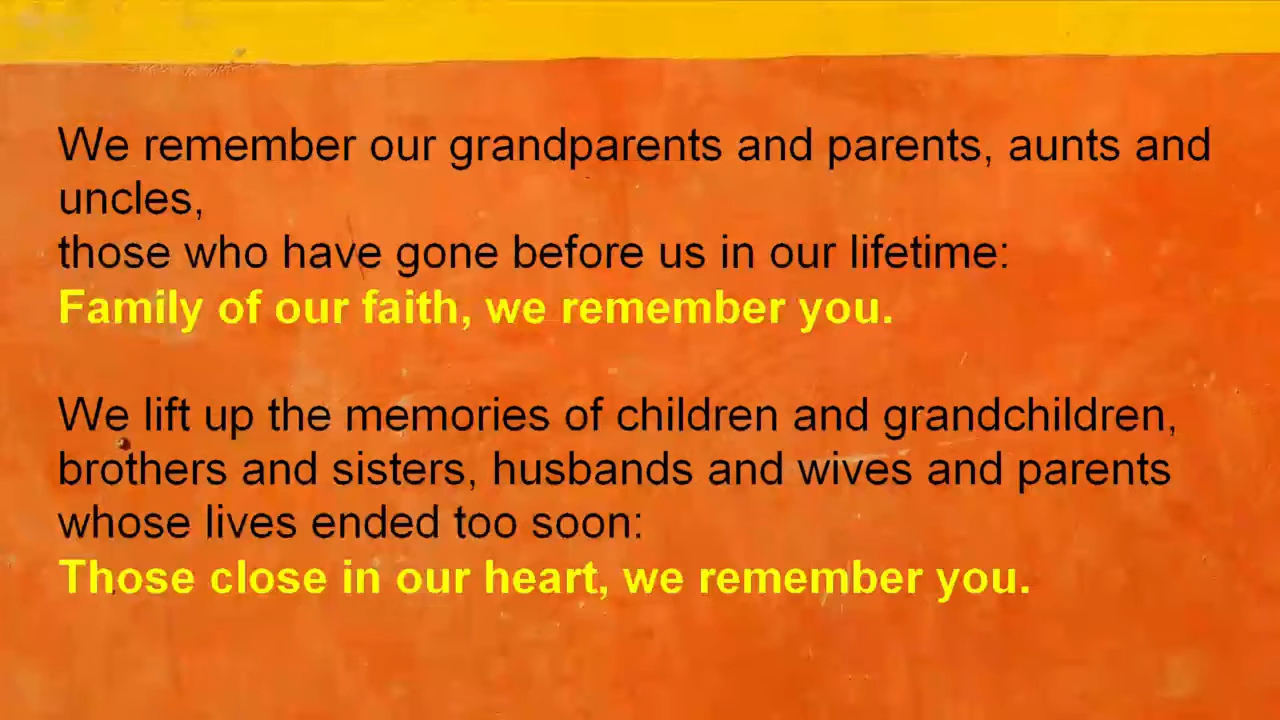 We remember our grandparents and parents, aunts and
uncles,
those who have gone before us in our lifetime:
Family of our faith, we remember you.
We lift up the memories of children and grandchildren,
brothers and sisters, husbands and wives and parents
whose lives ended too soon:
Those close in our heart, we remember you.